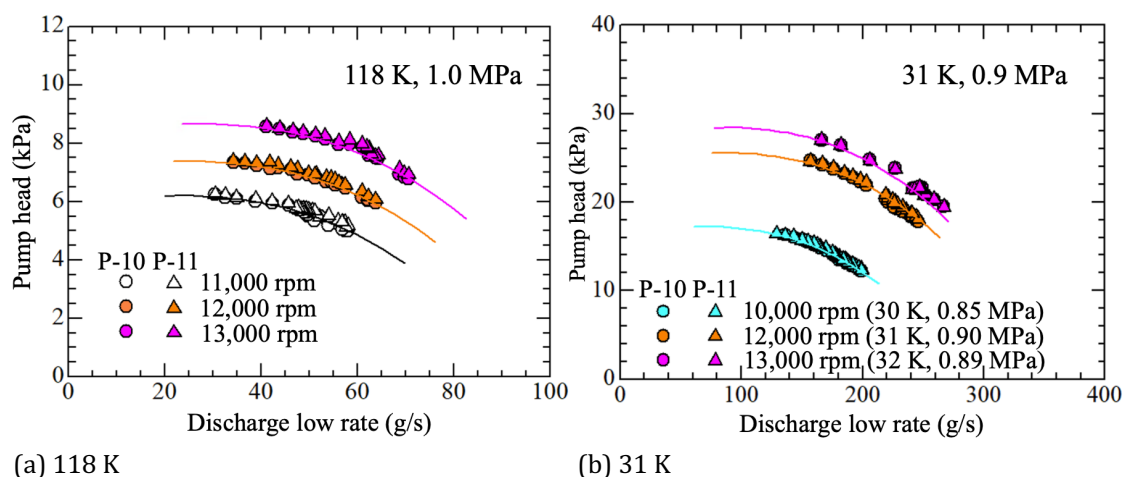 12
10
8
6
4
2
0
Pump head (kPa)
118 K, 1.0 MPa
P-10 P-11
11,000 rpm
12,000 rpm
13,000 rpm
0 20 40 60 80 100
Discharge low rate (g/s)
(a) 118 K
40
30
20
10
0
Pump head (kPa)
31 K, 0.9 MPa
P-10 P-11
10,000 rpm (30 K, 0.85 MPa)
12,000 rpm (31 K, 0.90 MPa)
13,000 rpm (32 K, 0.89 MPa)
0 100 200 300 400
Discharge low rate (g/s)
(b) 31 K